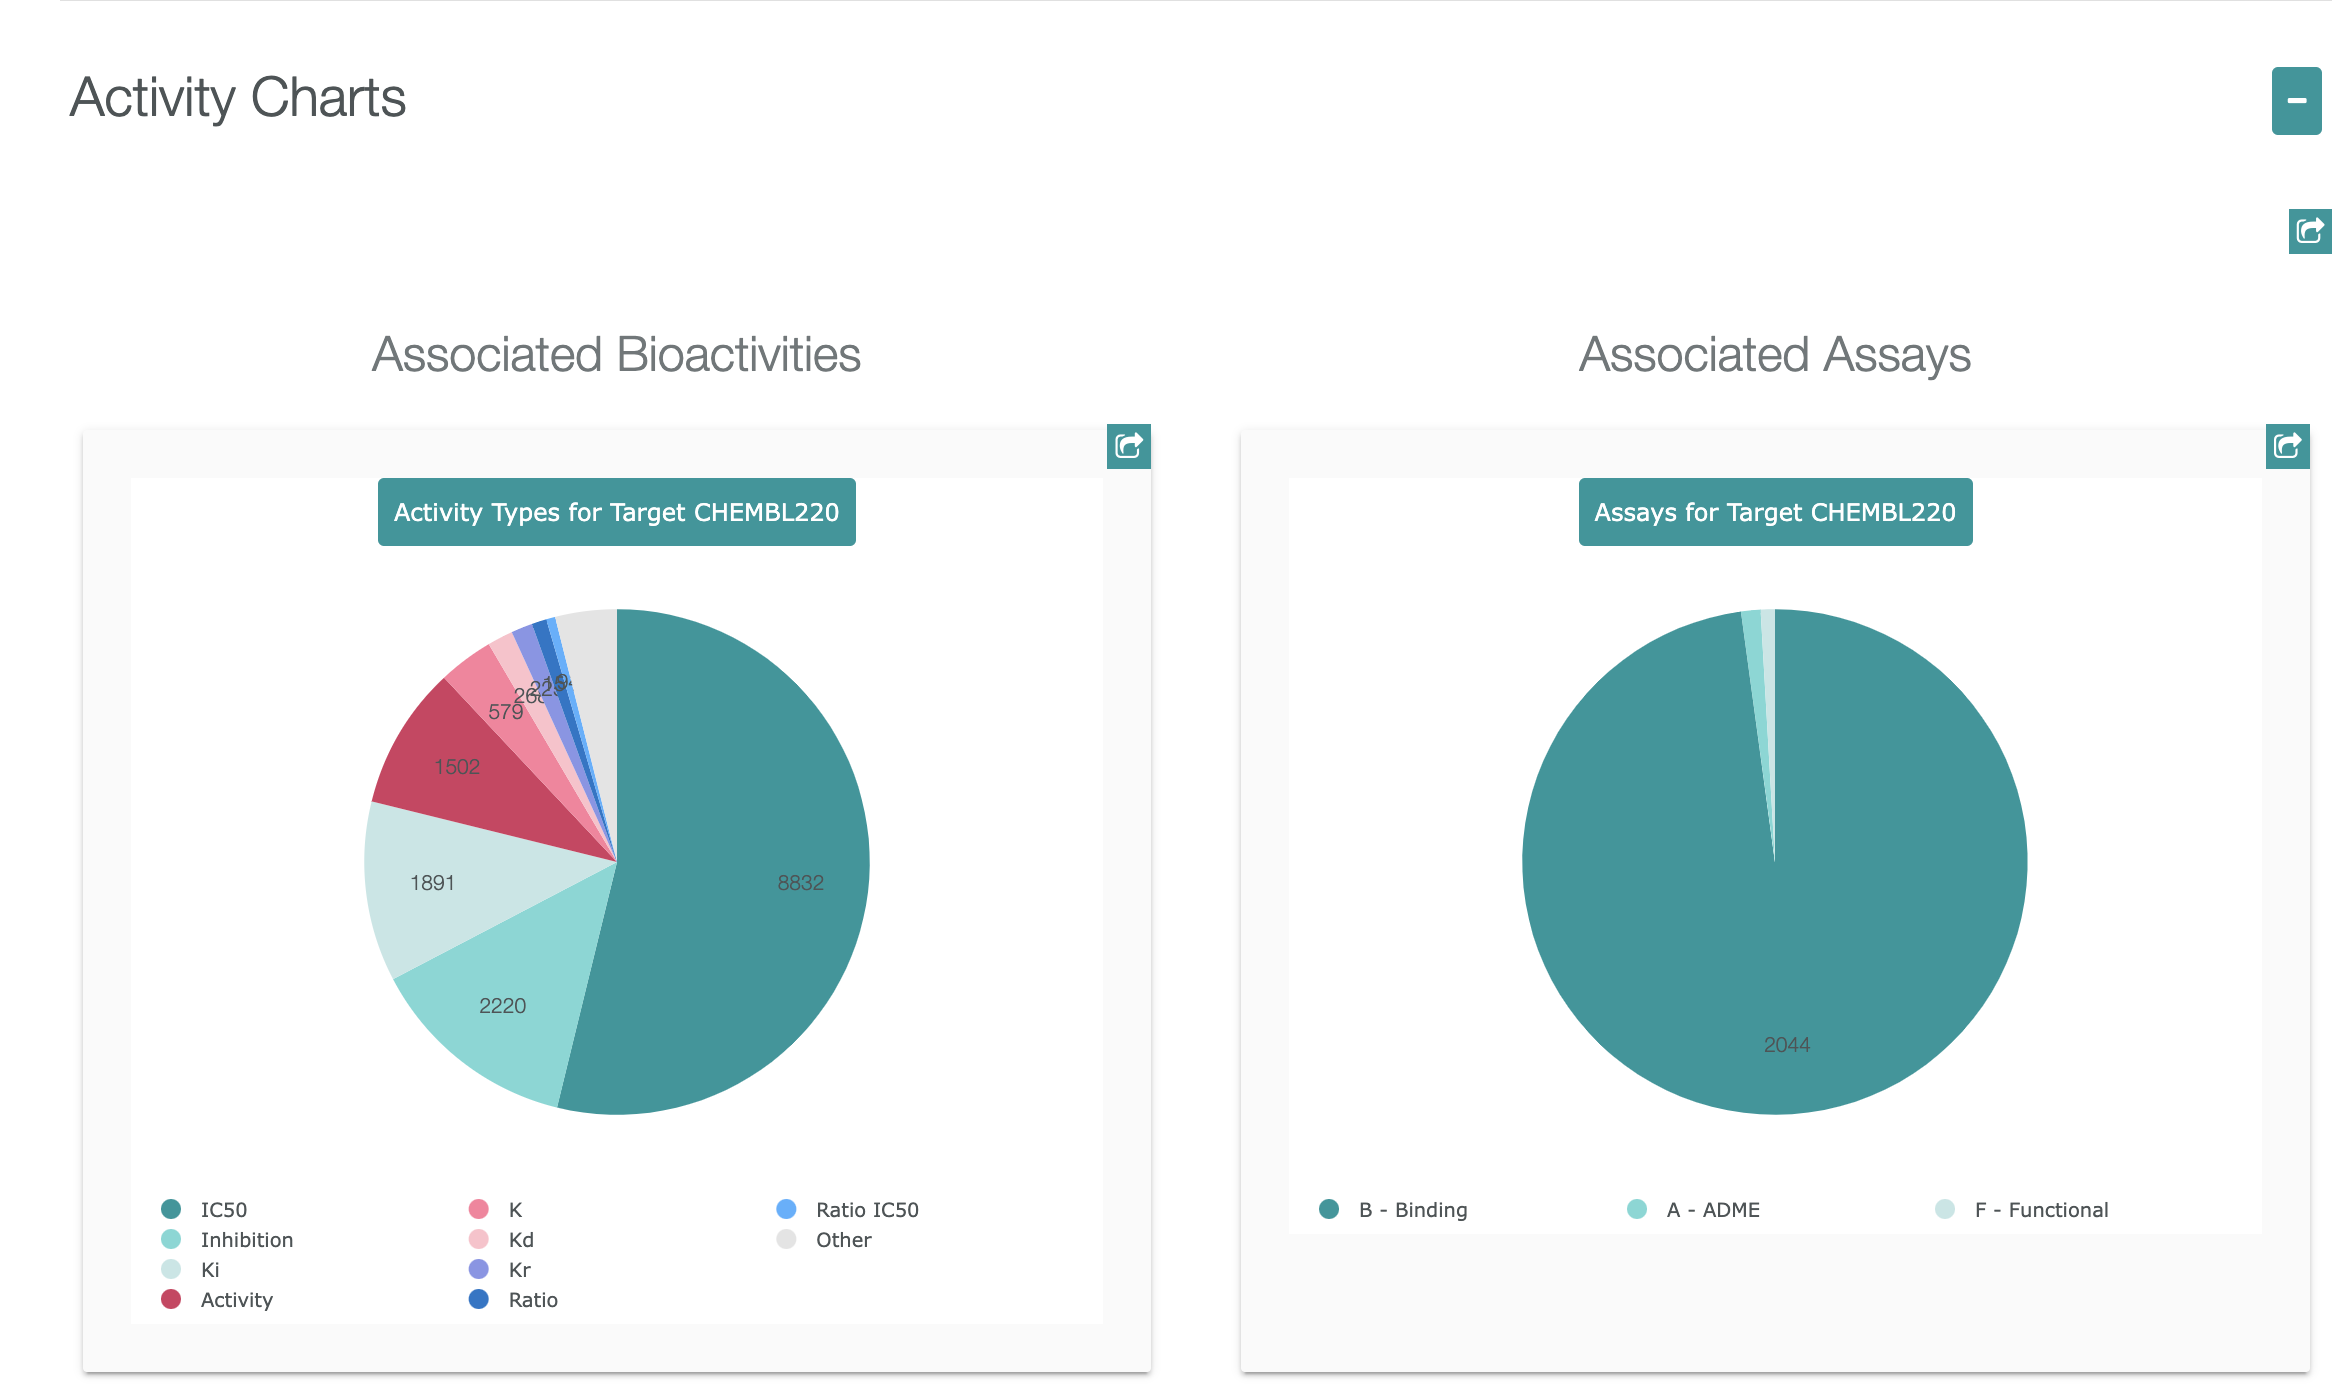 Activity Charts
Associated Bioactivities
Associated Assays
Activity Types for Target CHEMBL220
Assays for Target CHEMBL220
579
1502
1891
8832
2220
2044
IC50
Inhibition
Ki
Activity
K
Kd
Kr
Ratio
Ratio IC50
Other
B - Binding
A - ADME
F - Functional